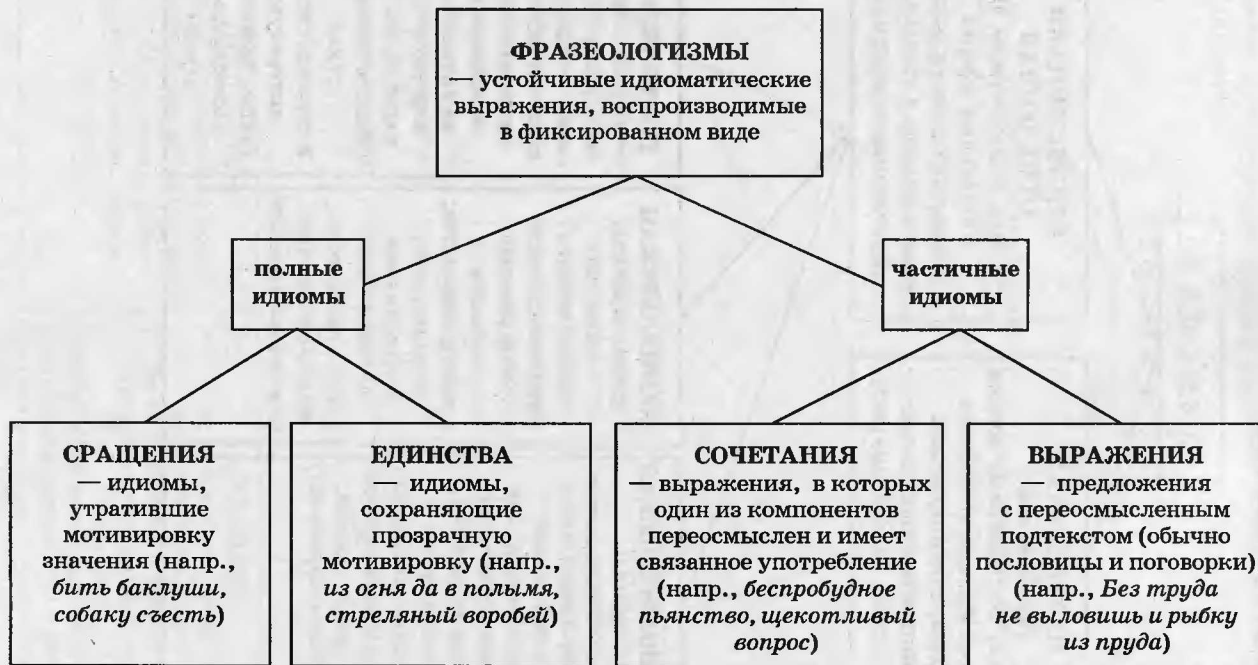 ФРАЗЕОЛОГИЗМЫ
— устойчивые идиоматические
выражения, воспроизводимые
в фиксированном виде
полные
идиомы
частичные
идиомы
СРАЩЕНИЯ
— идиомы,
утратившие
мотивировку
значения (напр.,
бить баклуши,
собаку съесть)
ЕДИНСТВА
— идиомы,
сохраняющие
прозрачную
мотивировку (напр.,
из огня да в полымя,
стреляный воробей)
СОЧЕТАНИЯ
— выражения, в которых
один из компонентов
переосмыслен и имеет
связанное употребление
(напр., беспробудное
пьянство, щекотливый
вопрос)
ВЫРАЖЕНИЯ
— предложения
с переосмысленным
подтекстом (обычно
пословицы и поговорки)
(напр., Без труда
не выловишь и рыбку
из пруда)